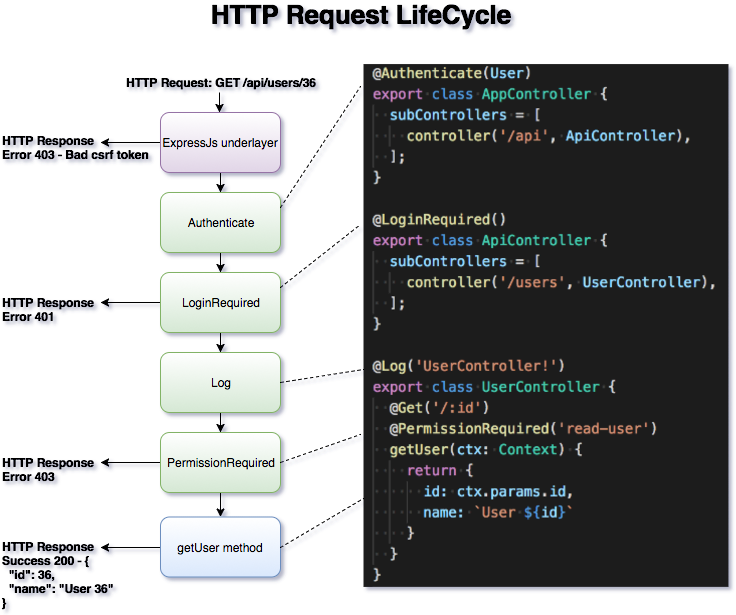 HTTP Request LifeCycle
HTTP Request: GET /api/users/36
ExpressJs underlayer
HTTP Response
Error 403 - Bad csrf token
Authenticate
LoginRequired
HTTP Response
Error 401
Log
PermissionRequired
HTTP Response
Error 403
getUser method
HTTP Response
Success 200 - {
"id": 36,
"name": "User 36"
}
@Authenticate(User)
export class AppController {
subControllers = [
controller('/api', ApiController),
];
}
@LoginRequired()
export class ApiController {
subControllers = [
controller('/users', UserController),
];
}
@Log('UserController!')
export class UserController {
@Get('/:id')
@PermissionRequired('read-user')
getUser(ctx: Context) {
return {
id: ctx.params.id,
name: `User ${id}`
}
}
}